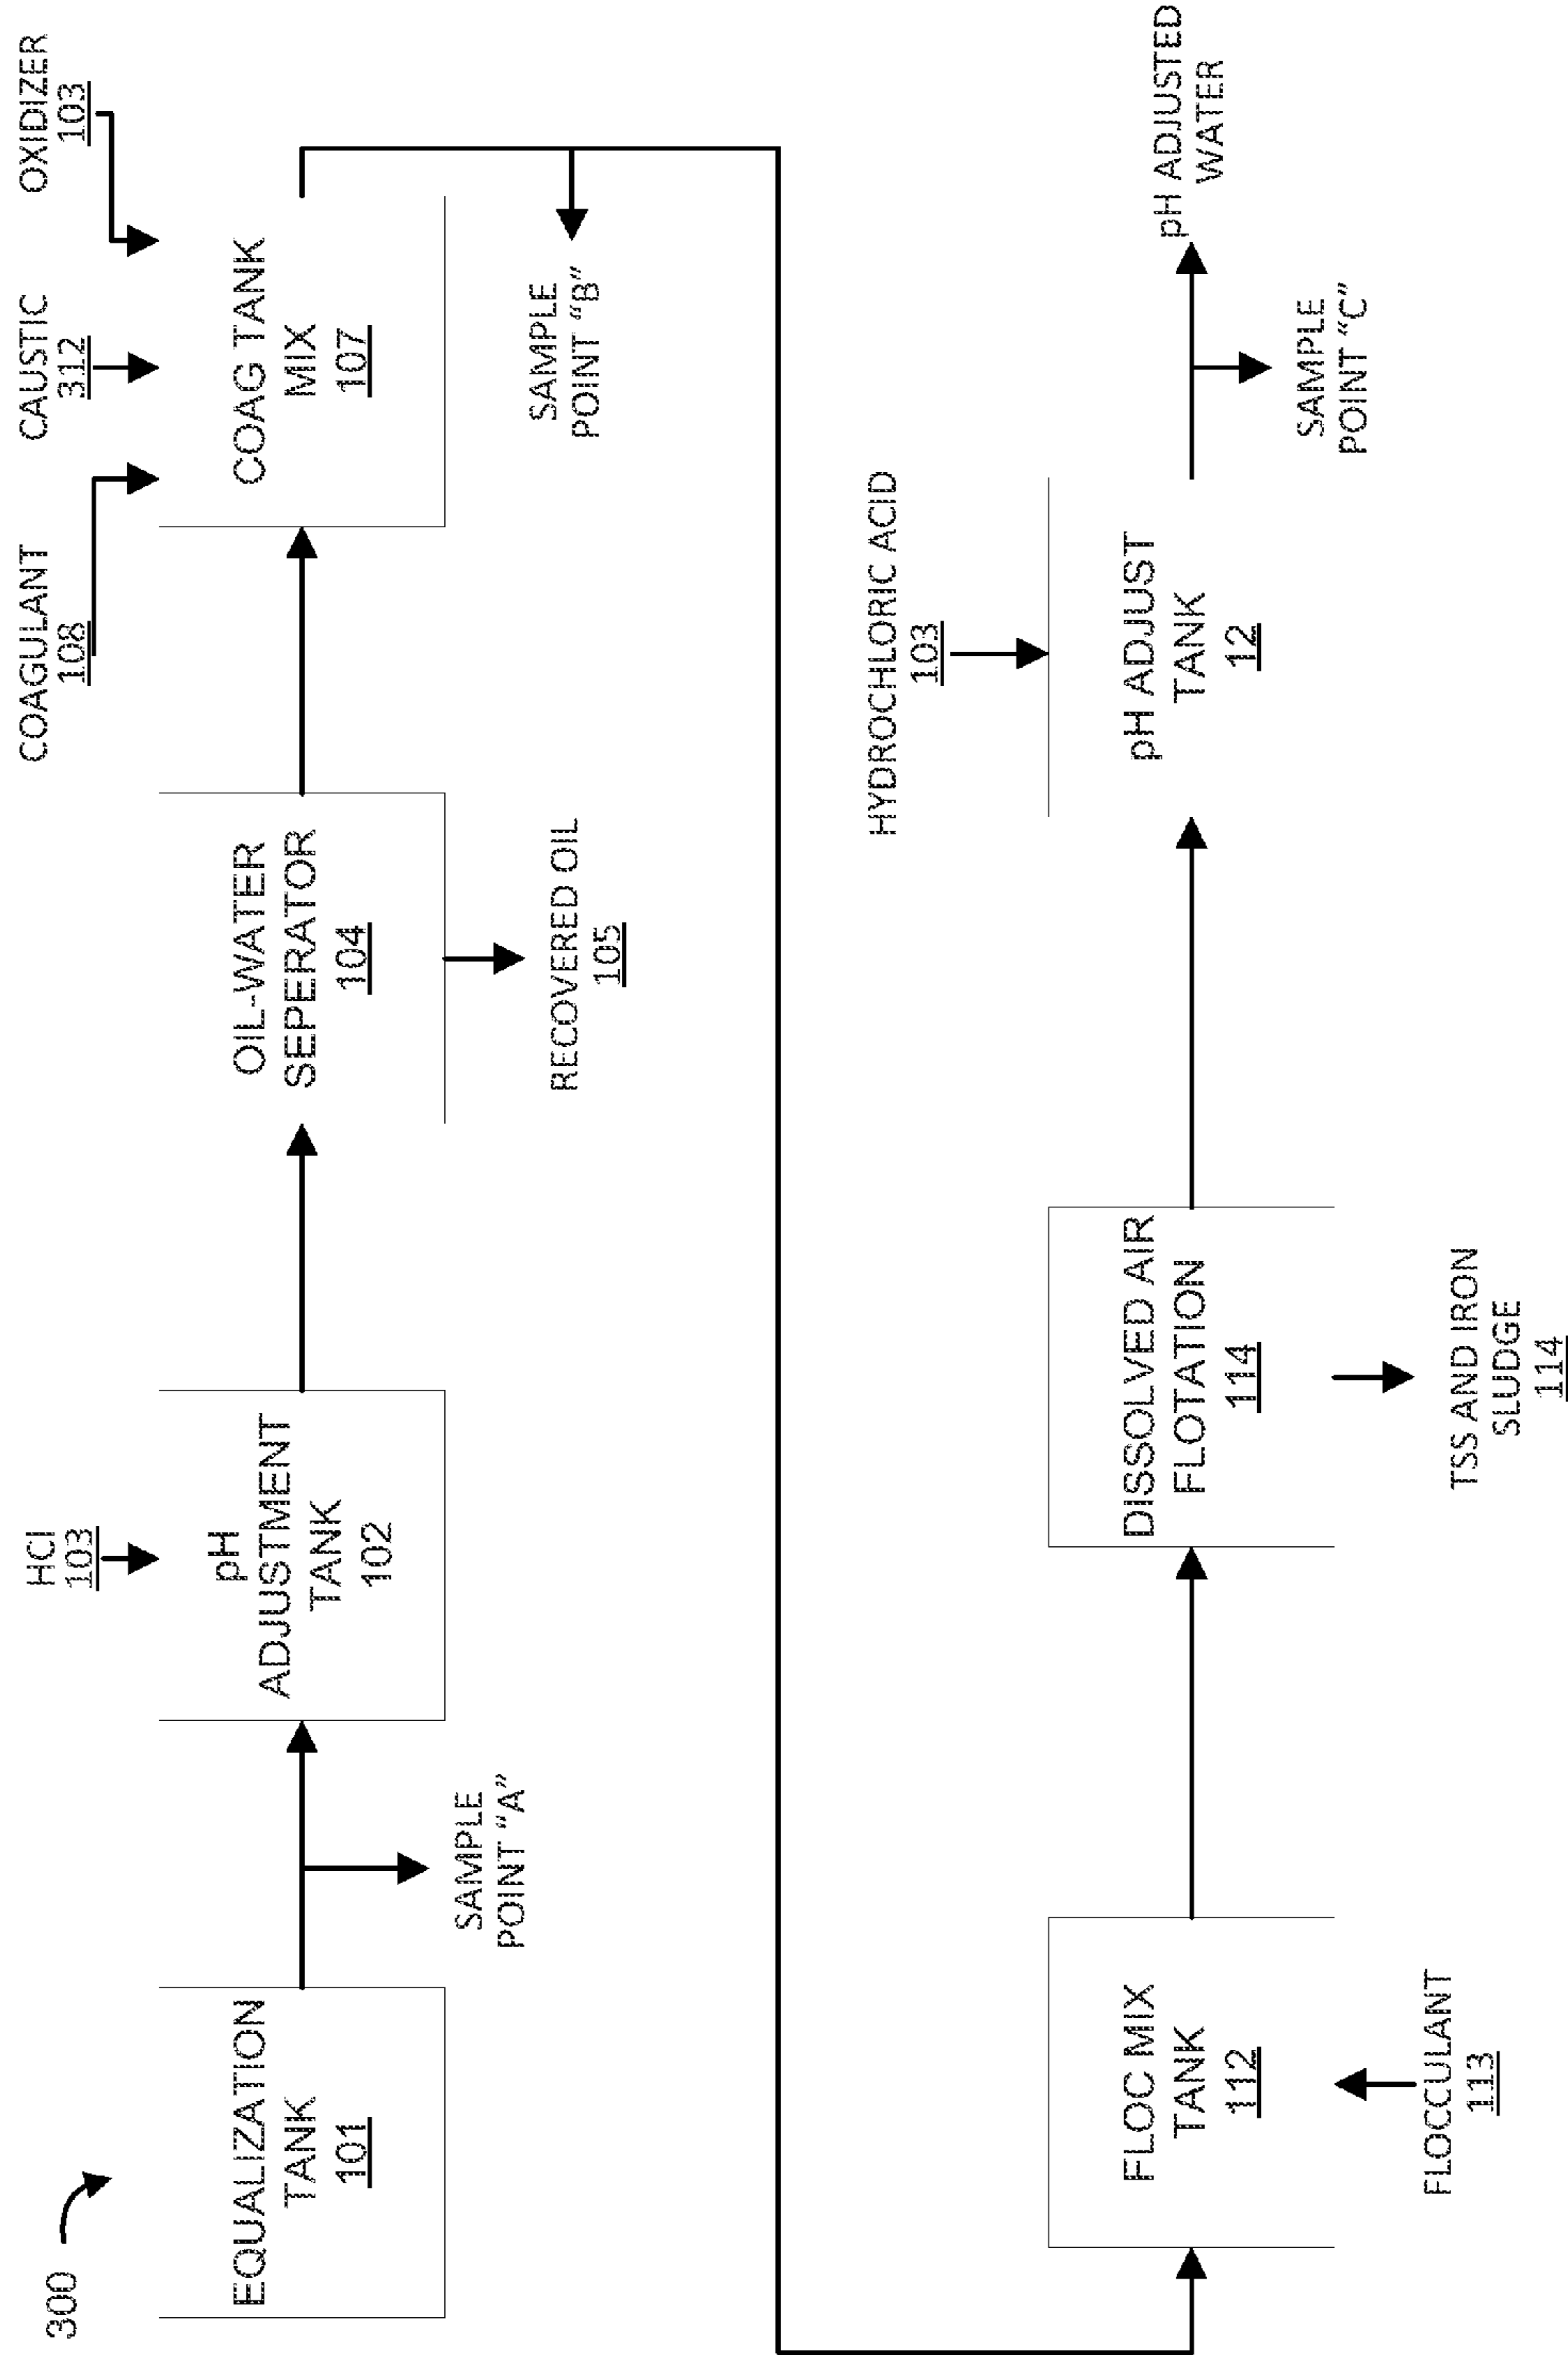 300
EQUALIZATION
TANK
101
SAMPLE
POINT "A"
HCl
103
pH
ADJUSTMENT
TANK
102
OIL-WATER
SEPERATOR
104
RECOVERED OIL
105
COAGULANT
108
CAUSTIC
312
OXIDIZER
103
COAG TANK
MIX
107
SAMPLE
POINT "B"
FLOC MIX
TANK
112
FLOCCULANT
113
DISSOLVED AIR
FLOTATION
114
TSS AND IRON
SLUDGE
114
HYDROCHLORIC ACID
103
pH ADJUST
TANK
12
SAMPLE
POINT "C"
pH ADJUSTED
WATER